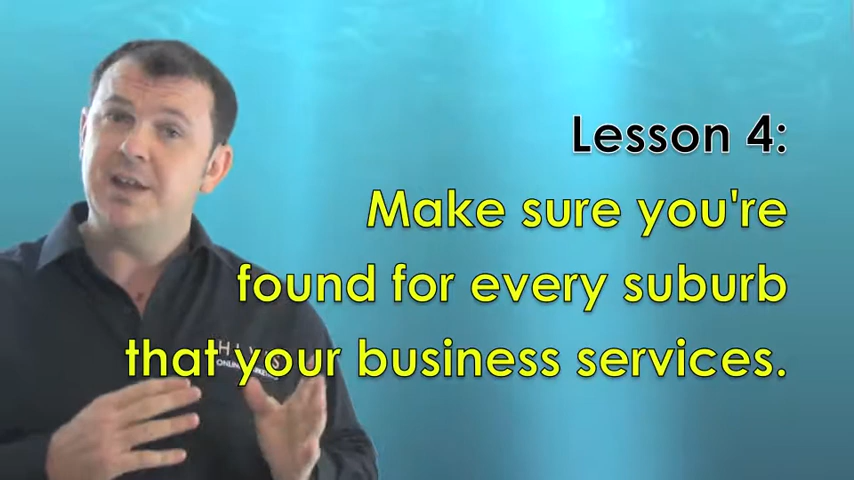 Lesson 4:
Make sure you're
found for every suburb
that your business services.